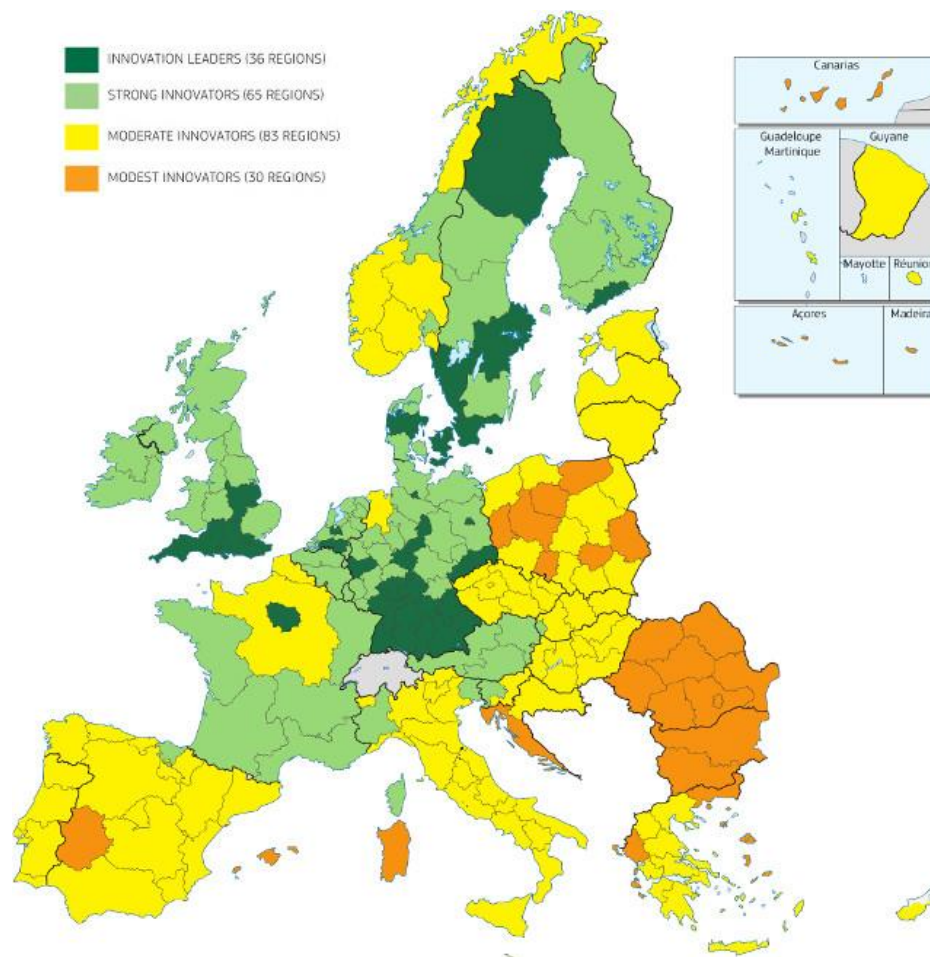 INNOVATION LEADERS (36 REGIONS)
STRONG INNOVATORS (65 REGIONS)
MODERATE INNOVATORS (83 REGIONS)
MODEST INNOVATORS (30 REGIONS)
Canarias
Guadeloupe
Martinique
Guyane
Mayotte
Réunion
Açores
Madeira